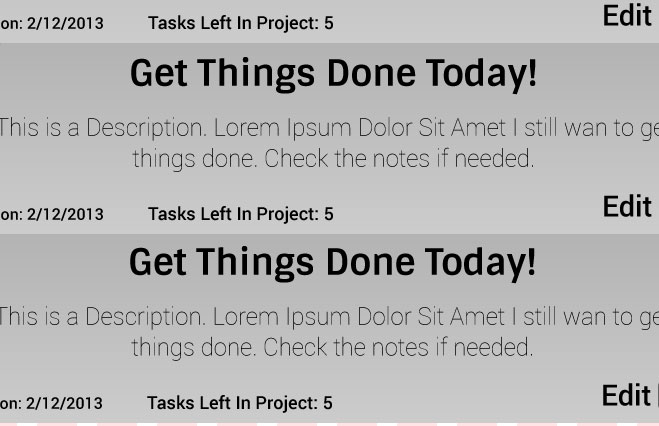 on: 2/12/2013 Tasks Left In Project: 5 Edit
Get Things Done Today!
This is a Description. Lorem Ipsum Dolor Sit Amet I still wan to ge
things done. Check the notes if needed.
on: 2/12/2013 Tasks Left In Project: 5 Edit
Get Things Done Today!
This is a Description. Lorem Ipsum Dolor Sit Amet I still wan to ge
things done. Check the notes if needed.
on: 2/12/2013 Tasks Left In Project: 5 Edit